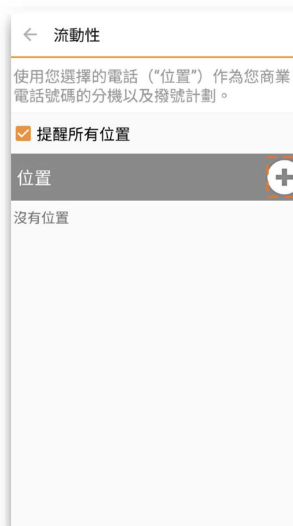 流動性
使用您選擇的電話（“位置”）作為您商業
電話號碼的分機以及撥號計劃。
提醒所有位置
位置
沒有位置